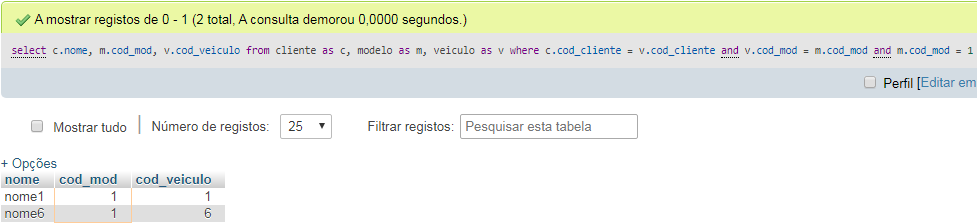 A mostrar registos de 0 - 1 (2 total, A consulta demorou 0,0000 segundos.)
select c.nome, m.cod_mod, v.cod_veiculo from cliente as c, modelo as m, veiculo as v where c.cod_cliente = v.cod_cliente and v.cod_mod = m.cod_mod and m.cod_mod = 1
Perfil [Editar em
Mostrar tudo | Número de registos: 25 Filtrar registos: Pesquisar esta tabela
+ Opções
nome cod_mod cod_veiculo
nome1 1 1
nome6 1 6